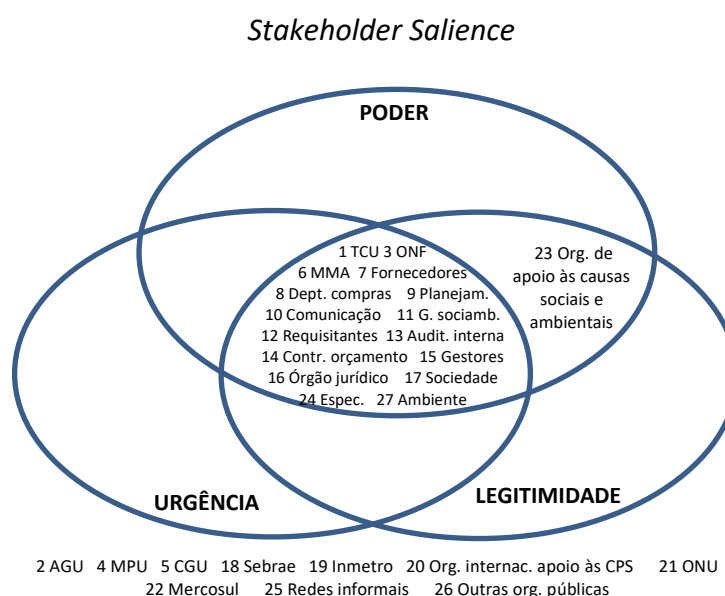 Stakeholder Salience
PODER
1 TCU 3 ONF
6 MMA 7 Fornecedores
8 Dept. compras 9 Planejam.
10 Comunicação 11 G. sociamb.
12 Requisitantes 13 Audit. interna
14 Contr. orçamento 15 Gestores
16 Órgão jurídico 17 Sociedade
24 Espec. 27 Ambiente
23 Org. de
apoio às causas
sociais e
ambientais
URGÊNCIA
LEGITIMIDADE
2 AGU 4 MPU 5 CGU 18 Sebrae 19 Inmetro 20 Org. internac. apoio às CPS 21 ONU
22 Mercosul 25 Redes informais 26 Outras org. públicas